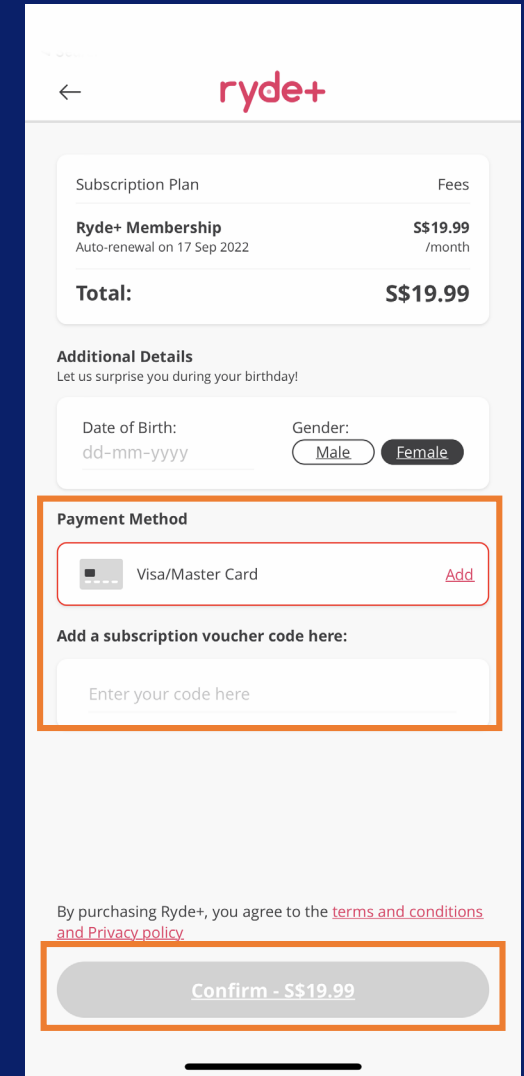 ryde+
Subscription Plan Fees
Ryde+ Membership S$19.99
Auto-renewal on 17 Sep 2022 /month
Total: S$19.99
Additional Details
Let us surprise you during your birthday!
Date of Birth: Gender:
dd-mm-yyyy Male Female
Payment Method
Visa/Master Card Add
Add a subscription voucher code here:
Enter your code here
By purchasing Ryde+, you agree to the terms and conditions
and Privacy policy
Confirm - S$19.99